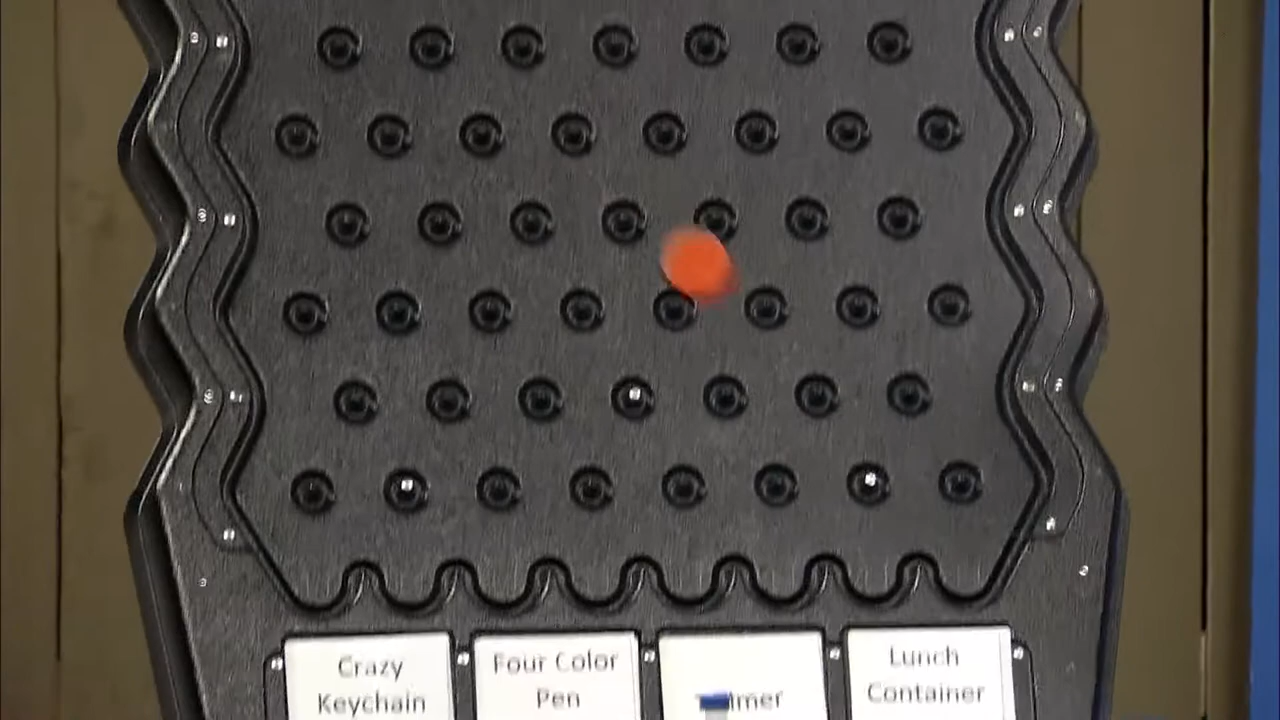 Crazy
Keychain
Four Color
Pen
Lunch
Container